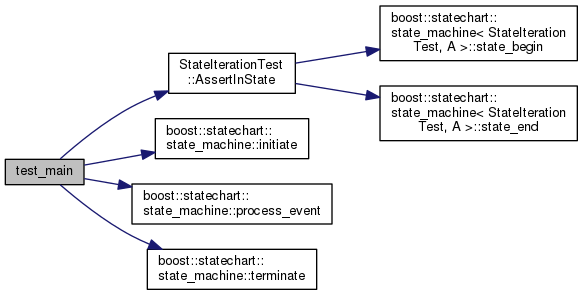 test_main
StateIterationTest
::AssertInState
boost::statechart::
state_machine::initiate
boost::statechart::
state_machine::process_event
boost::statechart::
state_machine::terminate
boost::statechart::
state_machine< StateIteration
Test, A >::state_begin
boost::statechart::
state_machine< StateIteration
Test, A >::state_end